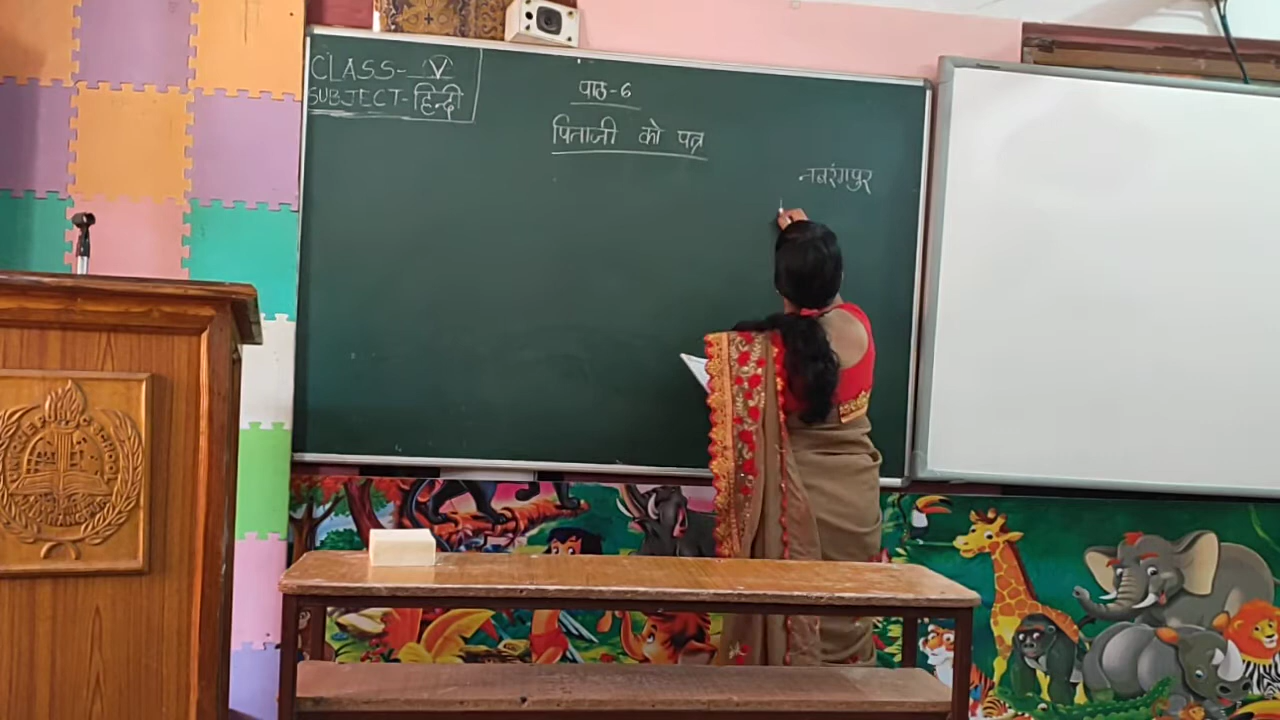 CLASS- V
SUBJECT-हिन्दी
पाठ-6
पिताजी को पत्र
नबरंगपुर